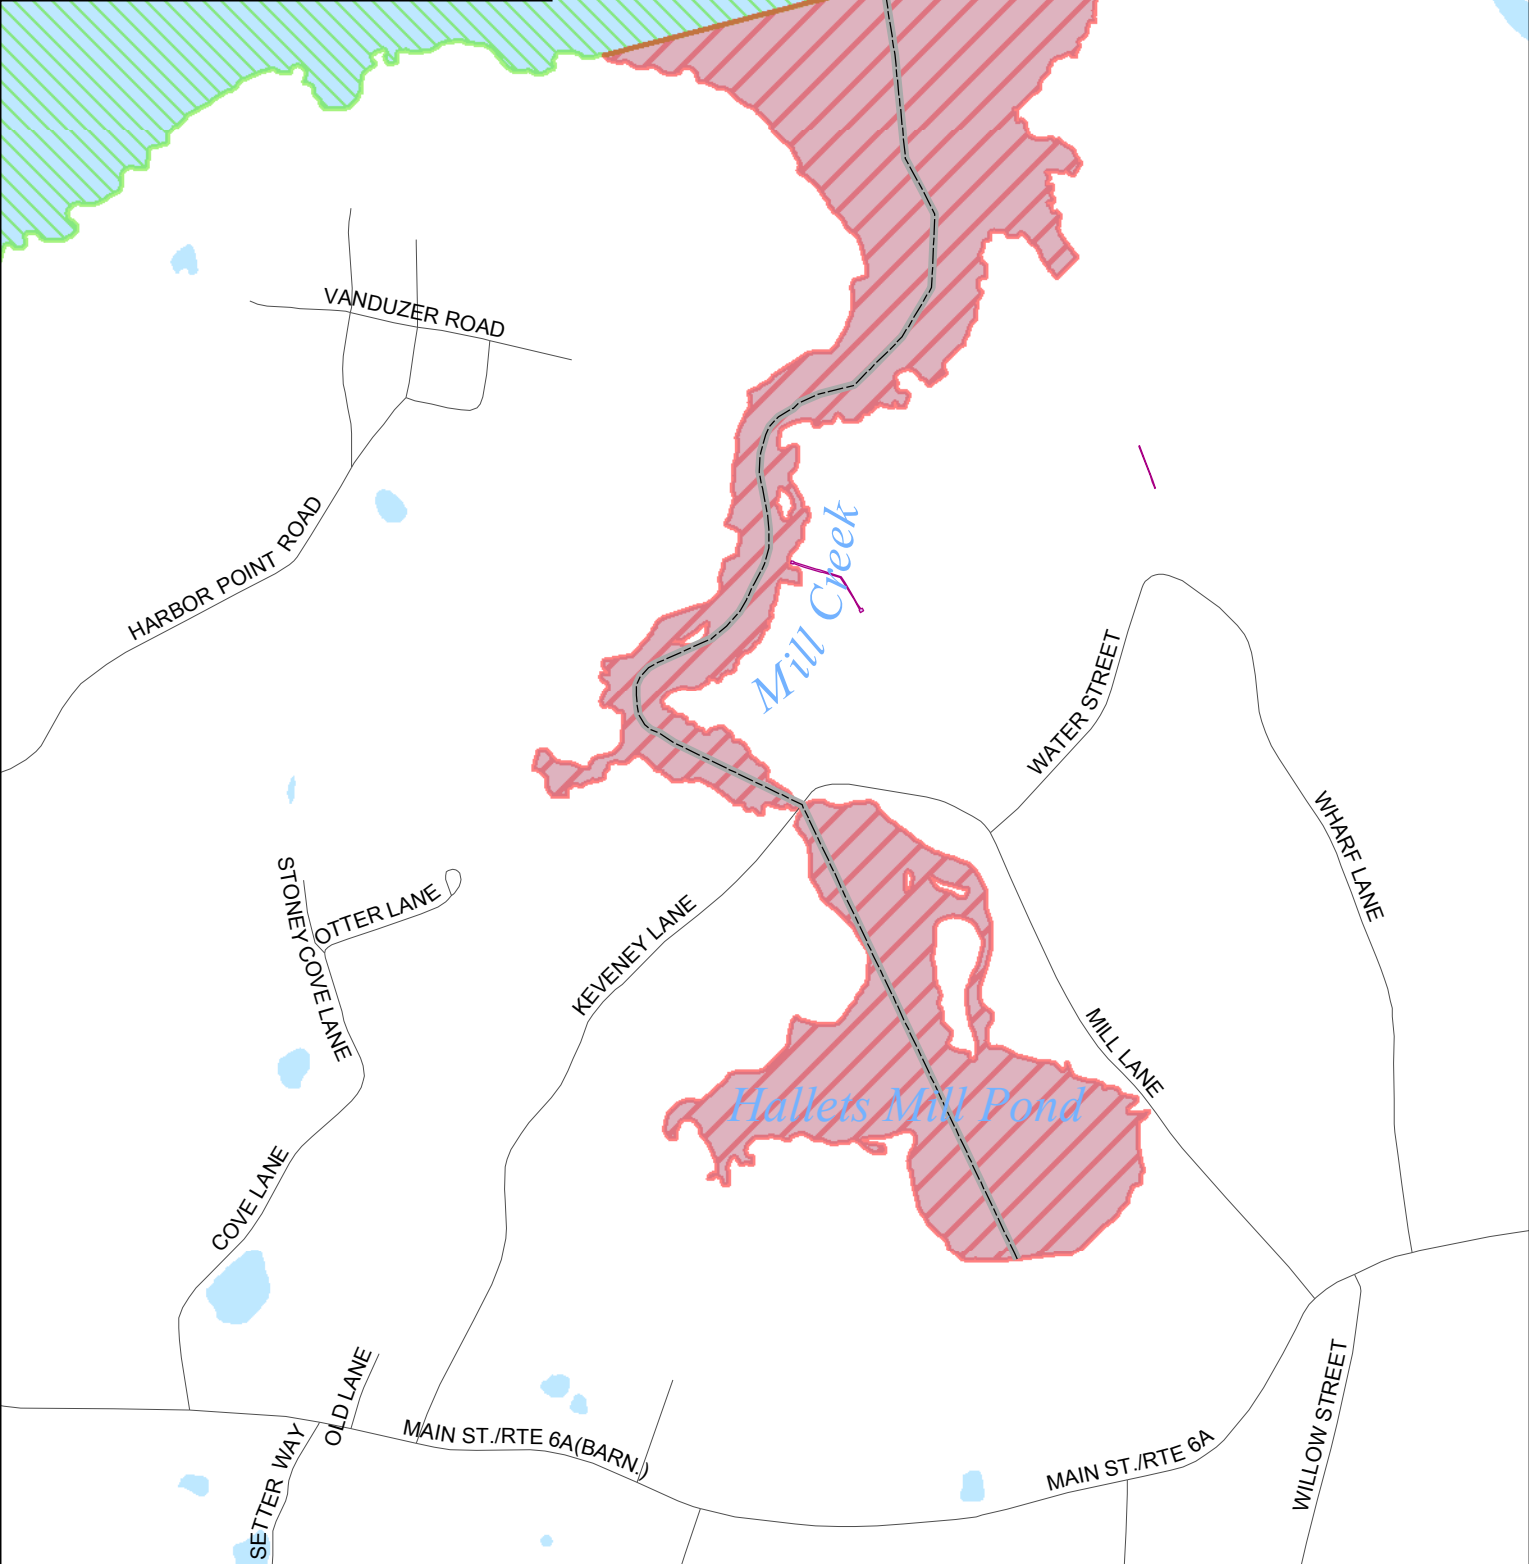 VANDUZER ROAD
HARBOR POINT ROAD
Mill Creek
WATER STREET
WHARF LANE
STONEY COVE LANE
OTTER LANE
KEVENEY LANE
MILL LANE
Hallets Mill Pond
COVE LANE
OLD LANE
SETTER WAY
MAIN ST./RTE 6A(BARN.)
MAIN ST./RTE 6A
WILLOW STREET